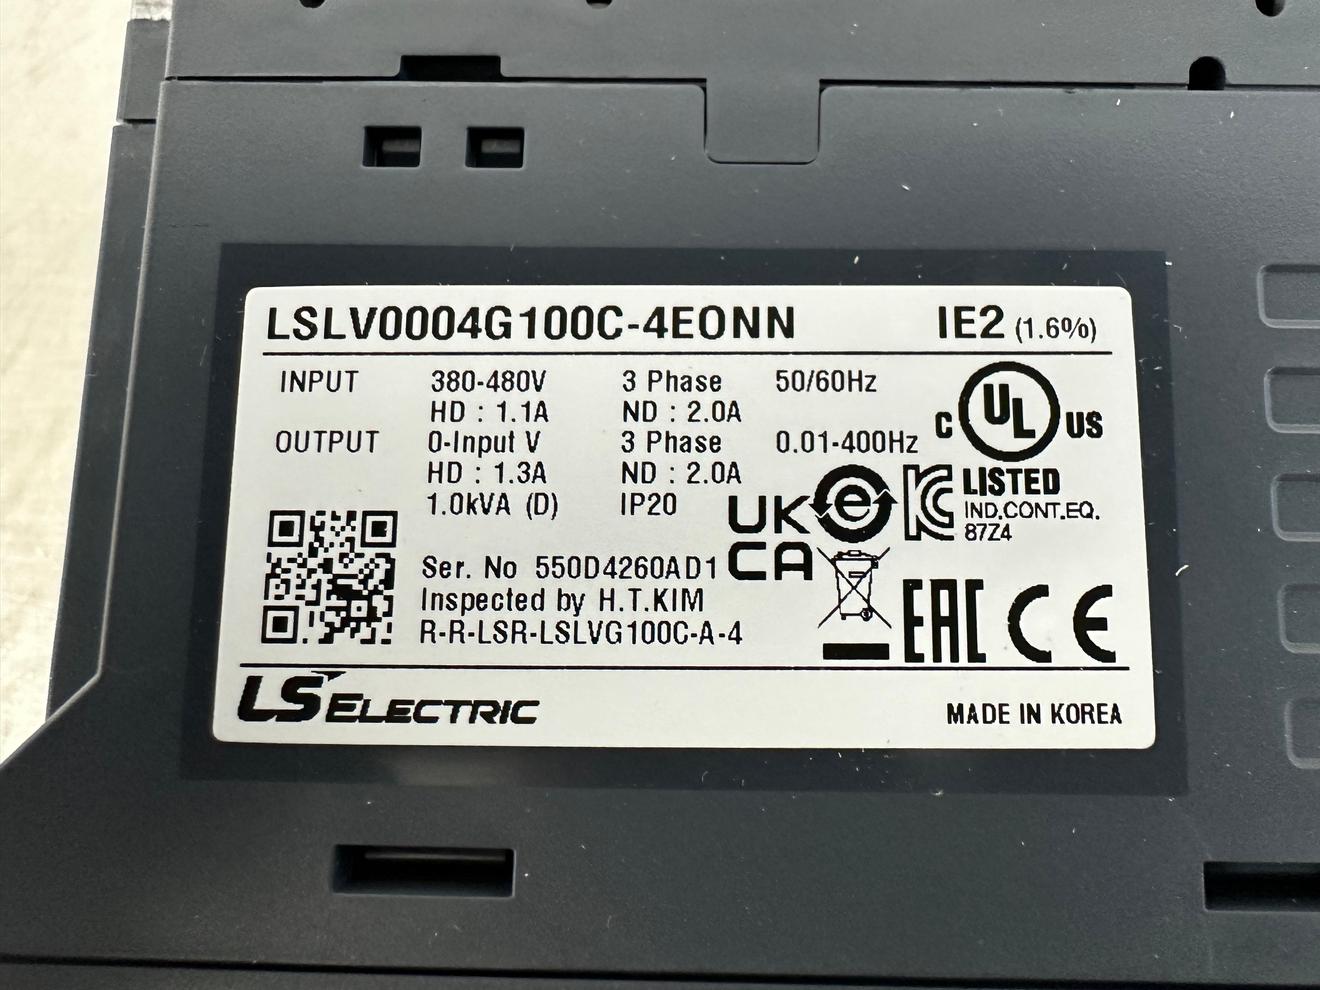 LSLV0004G100C-4EONN IE2 (1.6%)
INPUT 380-480V 3 Phase 50/60Hz
HD : 1.1A ND : 2.0A
OUTPUT 0-Input V 3 Phase 0.01-400Hz
HD : 1.3A ND : 2.0A
1.0kVA (D) IP20
C UL US
LISTED
IND.CONT.EQ.
87Z4
UK
CA
e
KC
Ser. No 550D4260AD1
Inspected by H.T.KIM
R-R-LSR-LSLVG100C-A-4
EAC CE
LS ELECTRIC
MADE IN KOREA